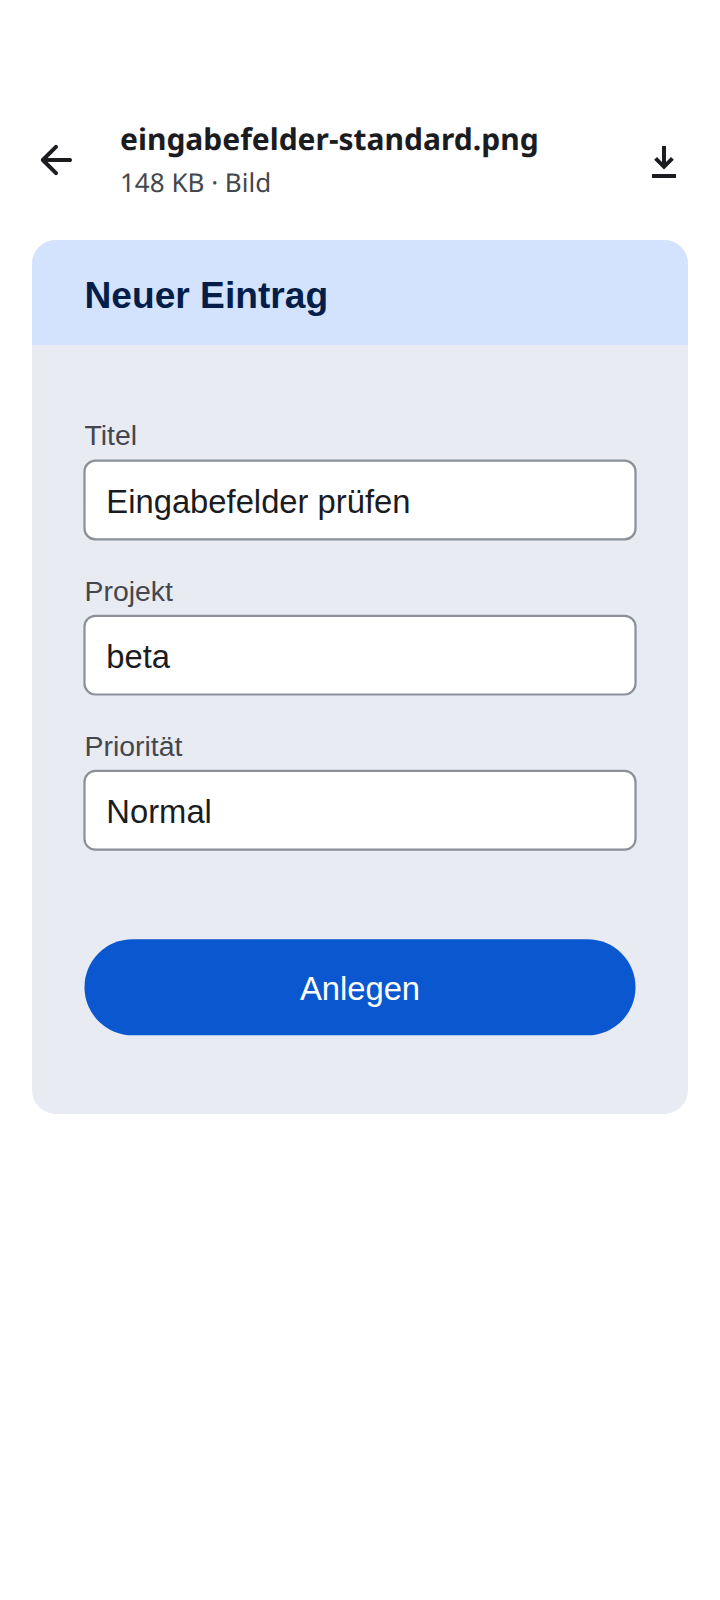 eingabefelder-standard.png
148 KB · Bild
Neuer Eintrag
Titel
Eingabefelder prüfen
Projekt
beta
Priorität
Normal
Anlegen